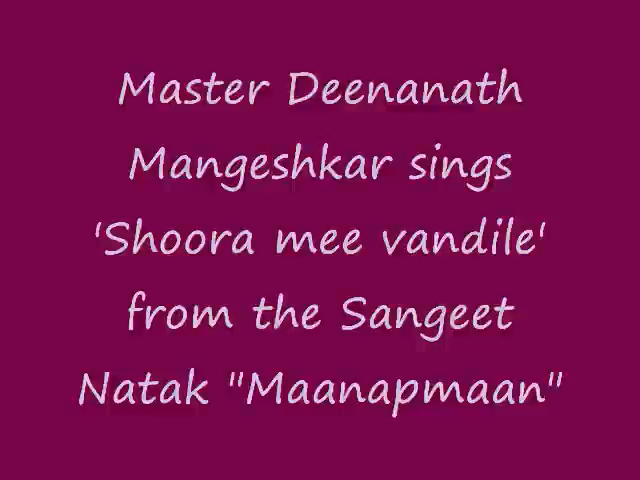 Master Deenanath
Mangeshkar sings
'Shoora mee vandile'
from the Sangeet
Natak "Maanapmaan"